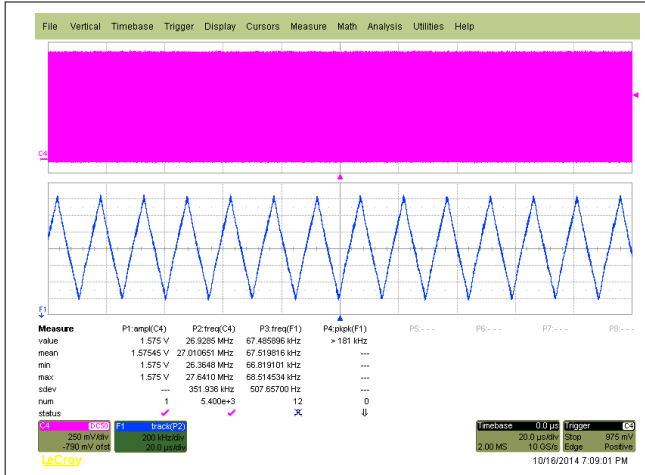 File Vertical Timebase Trigger Display Cursors Measure Math Analysis Utilities Help
C4
F1
Measure P1:ampl(C4) P2:freq(C4) P3:freq(F1) P4:pkpk(F1) P5:--- P6:--- P7:--- P8:---
value 1.575 V 26.9285 MHz 67.485896 kHz > 181 kHz
mean 1.57545 V 27.010651 MHz 67.519816 kHz ---
min 1.575 V 26.3648 MHz 66.819101 kHz ---
max 1.575 V 27.6410 MHz 68.514534 kHz ---
sdev --- 351.936 kHz 507.65700 Hz ---
num 1 5.400e+3 12 0
status
C4 DC50
250 mV/div
-790 mV ofst
F1 track(P2)
200 kHz/div
20.0 µs/div
Timebase 0.0 µs
20.0 µs/div
2.00 MS 10 GS/s
Trigger C4
Stop 975 mV
Edge Positive
LeCroy
10/16/2014 7:09:01 PM